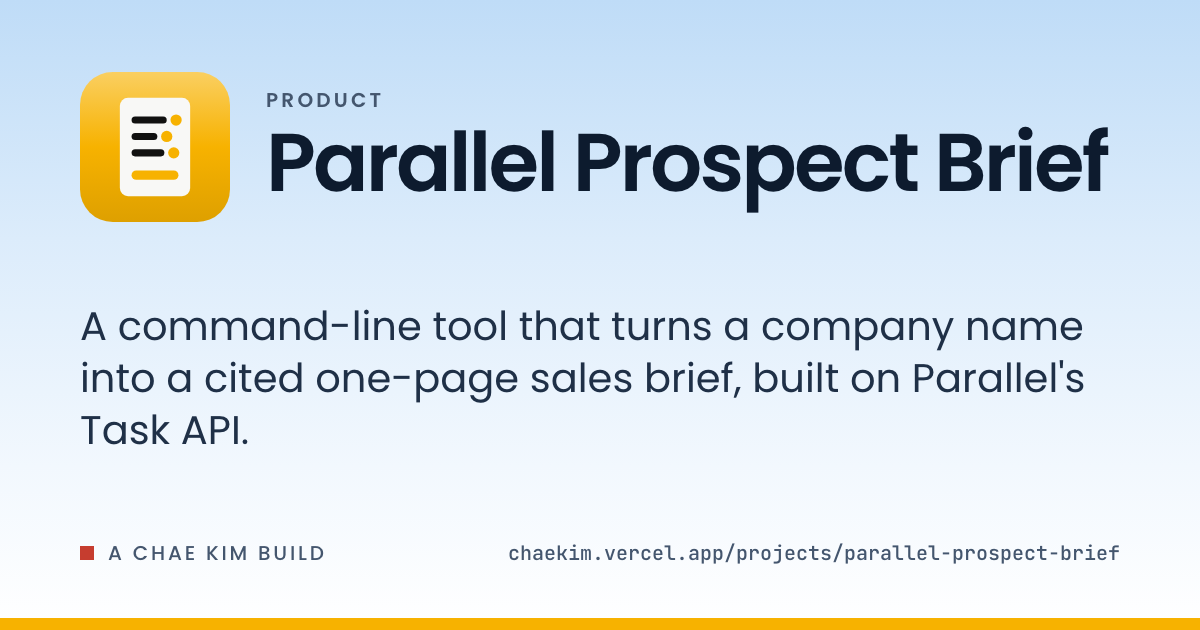 PRODUCT
Parallel Prospect Brief
A command-line tool that turns a company name
into a cited one-page sales brief, built on Parallel's
Task API.
A CHAE KIM BUILD
chaekim.vercel.app/projects/parallel-prospect-brief